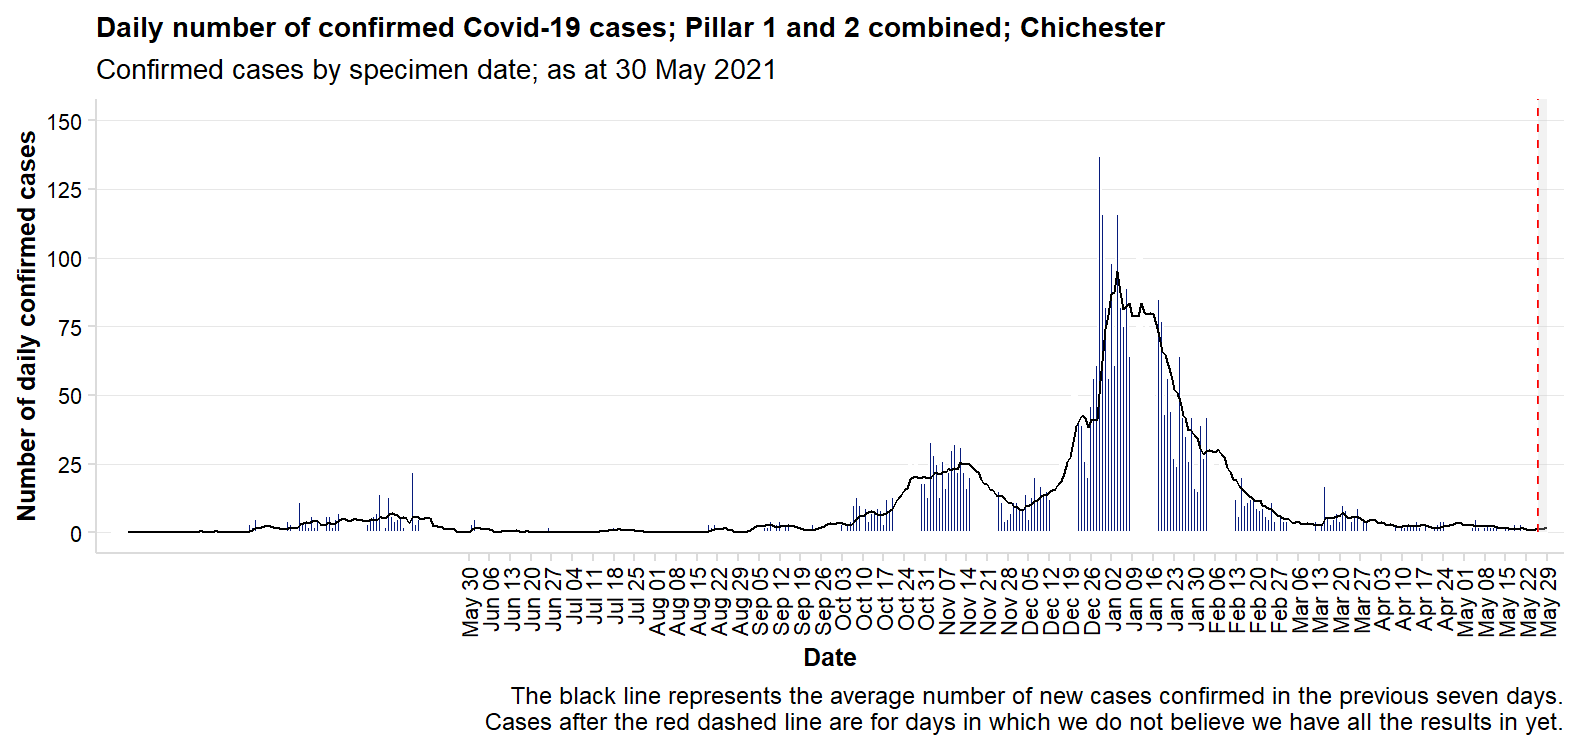 Daily number of confirmed Covid-19 cases; Pillar 1 and 2 combined; Chichester
Confirmed cases by specimen date; as at 30 May 2021
Number of daily confirmed cases
150
125
100
75
50
25
0
May 30
Jun 06
Jun 13
Jun 20
Jun 27
Jul 04
Jul 11
Jul 18
Jul 25
Aug 01
Aug 08
Aug 15
Aug 22
Aug 29
Sep 05
Sep 12
Sep 19
Sep 26
Oct 03
Oct 10
Oct 17
Oct 24
Oct 31
Nov 07
Nov 14
Nov 21
Nov 28
Dec 05
Dec 12
Dec 19
Dec 26
Jan 02
Jan 09
Jan 16
Jan 23
Jan 30
Feb 06
Feb 13
Feb 20
Feb 27
Mar 06
Mar 13
Mar 20
Mar 27
Apr 03
Apr 10
Apr 17
Apr 24
May 01
May 08
May 15
May 22
May 29
Date
The black line represents the average number of new cases confirmed in the previous seven days.
Cases after the red dashed line are for days in which we do not believe we have all the results in yet.